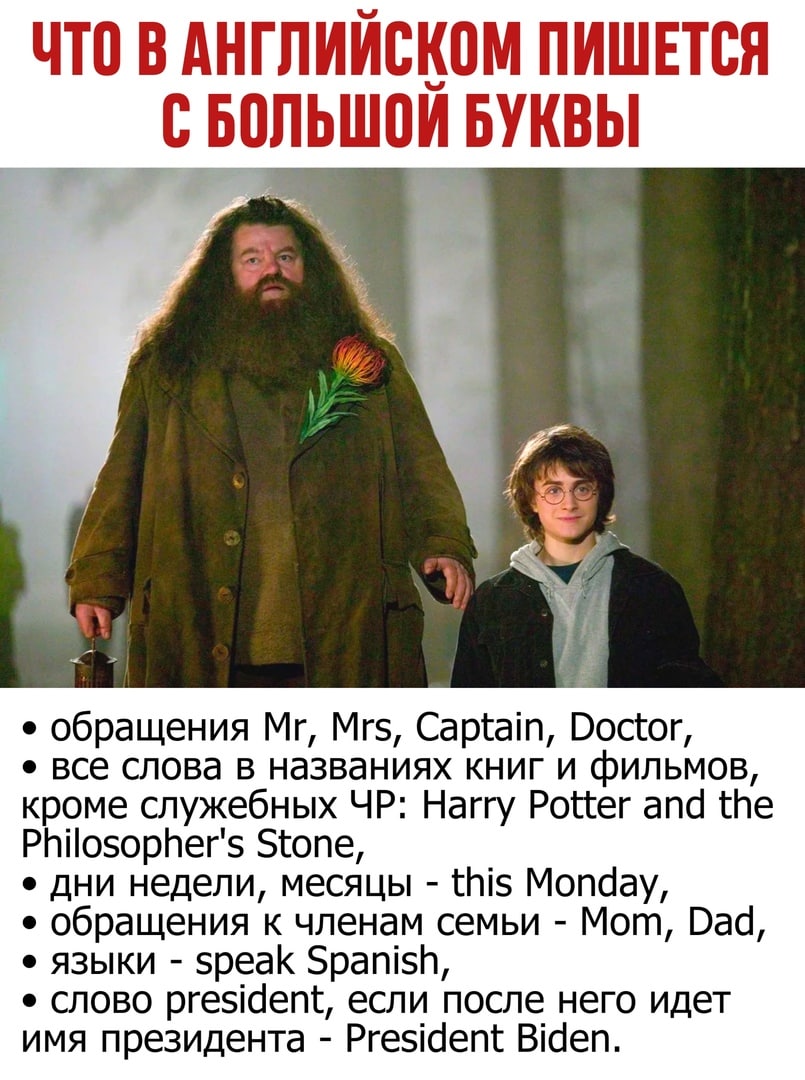 ЧТО В АНГЛИЙСКОМ ПИШЕТСЯ
С БОЛЬШОЙ БУКВЫ
• обращения Mr, Mrs, Captain, Doctor,
• все слова в названиях книг и фильмов,
кроме служебных ЧР: Harry Potter and the
Philosopher's Stone,
• дни недели, месяцы - this Monday,
• обращения к членам семьи - Mom, Dad,
• языки - speak Spanish,
• слово president, если после него идет
имя президента - President Biden.